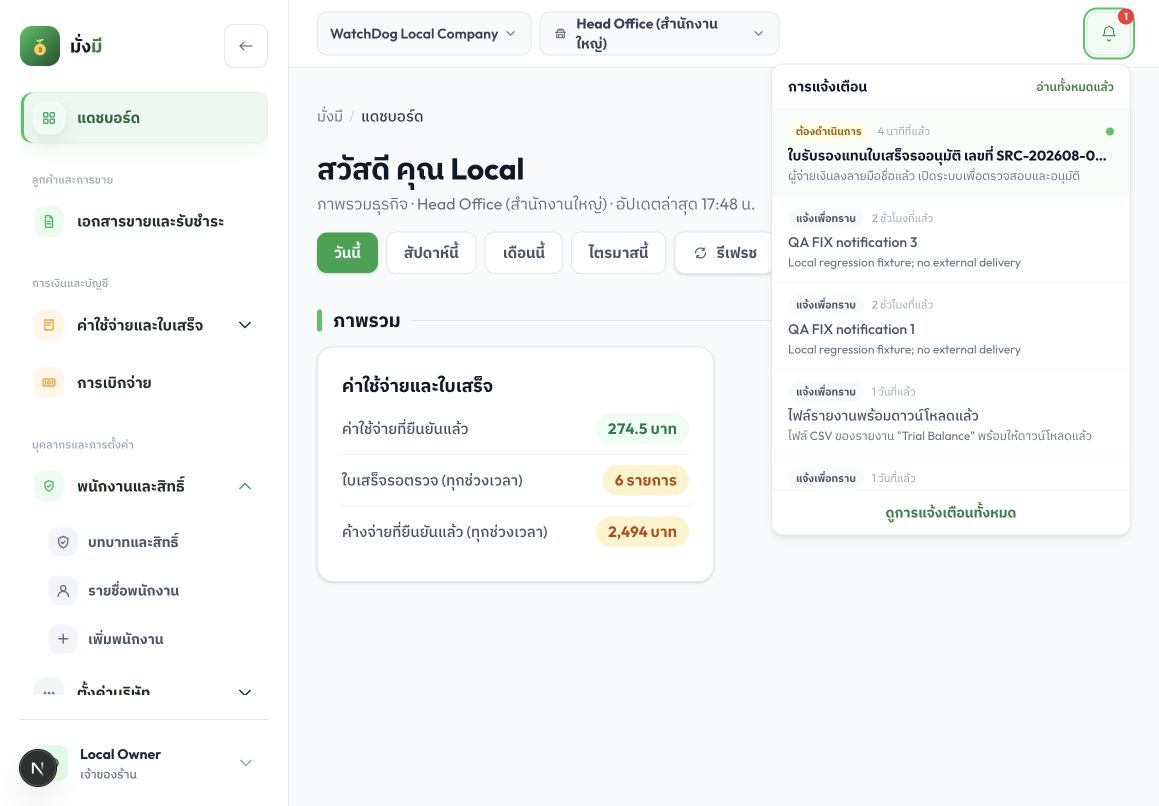 มั่งมี
แดชบอร์ด
ลูกค้าและการขาย
เอกสารขายและรับชำระ
การเงินและบัญชี
ค่าใช้จ่ายและใบเสร็จ
การเบิกจ่าย
บุคลากรและการตั้งค่า
พนักงานและสิทธิ์
บทบาทและสิทธิ์
รายชื่อพนักงาน
เพิ่มพนักงาน
ตั้งค่าบริษัท
N
Local Owner
เจ้าของร้าน
WatchDog Local Company
Head Office (สำนักงาน
ใหญ่)
1
มั่งมี / แดชบอร์ด
สวัสดี คุณ Local
ภาพรวมธุรกิจ · Head Office (สำนักงานใหญ่) · อัปเดตล่าสุด 17:48 น.
วันนี้ สัปดาห์นี้ เดือนนี้ ไตรมาสนี้ รีเฟรช
ภาพรวม
ค่าใช้จ่ายและใบเสร็จ
ค่าใช้จ่ายที่ยืนยันแล้ว 274.5 บาท
ใบเสร็จรอตรวจ (ทุกช่วงเวลา) 6 รายการ
ค้างจ่ายที่ยืนยันแล้ว (ทุกช่วงเวลา) 2,494 บาท
การแจ้งเตือน อ่านทั้งหมดแล้ว
ต้องดำเนินการ 4 นาทีที่แล้ว
ใบรับรองแทนใบเสร็จรออนุมัติ เลขที่ SRC-202608-0...
ผู้จ่ายเงินลงลายมือชื่อแล้ว เปิดระบบเพื่อตรวจสอบและอนุมัติ
แจ้งเพื่อทราบ 2 ชั่วโมงที่แล้ว
QA FIX notification 3
Local regression fixture; no external delivery
แจ้งเพื่อทราบ 2 ชั่วโมงที่แล้ว
QA FIX notification 1
Local regression fixture; no external delivery
แจ้งเพื่อทราบ 1 วันที่แล้ว
ไฟล์รายงานพร้อมดาวน์โหลดแล้ว
ไฟล์ CSV ของรายงาน "Trial Balance" พร้อมให้ดาวน์โหลดแล้ว
แจ้งเพื่อทราบ 1 วันที่แล้ว
ดูการแจ้งเตือนทั้งหมด